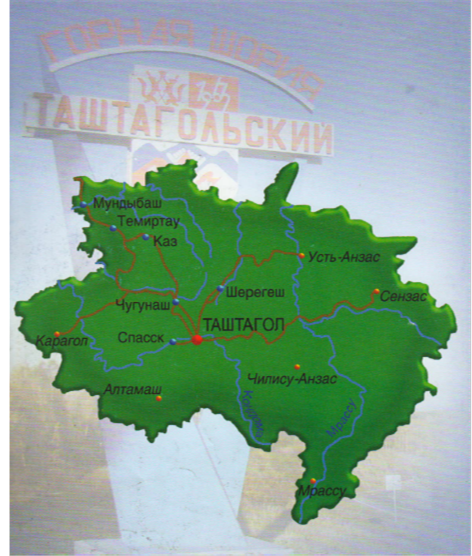 ГОРНАЯ ШОРИЯ
ТАШТАГОЛЬСКИЙ
Мундыбаш
Темиртау
Каз
Усть-Анзас
Шерегеш
Сензас
Чугунаш
ТАШТАГОЛ
Карагол
Спасск
Чилису-Анзас
Алтамаш
Мрассу
Мрассу